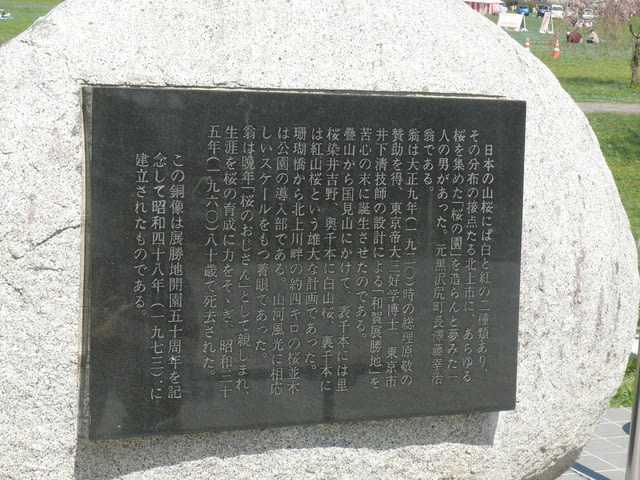 日本の山桜には白と紅の二種類あり、
その分布の接点たる北上市に、あらゆる
桜を集めた「桜の園」を造らんと夢みた一
人の男があった。元黒沢尻町長澤藤幸治
翁である。
翁は大正九年(一九二〇)時の総理原敬の
賛助を得、東京帝大三好学博士、東京市
井下清技師の設計による「和賀展勝地」を
苦心の末に誕生させたのである。
疊山から国見山にかけて、表千本には里
桜染井吉野、奥千本に白山桜、裏千本に
は紅山桜という雄大な計画であった。
珊瑚橋から北上川畔の約四キロの桜並木
は公園の導入部である。山河風光に相応
しいスケールをもつ着眼であった。
翁は晩年「桜のおじさん」として親しまれ、
生涯を桜の育成に力をそゝぎ、昭和三十
五年(一九六〇)八十歳で死去された。
この銅像は展勝地開園五十周年を記
念して昭和四十八年(一九七三)、に
建立されたものである。